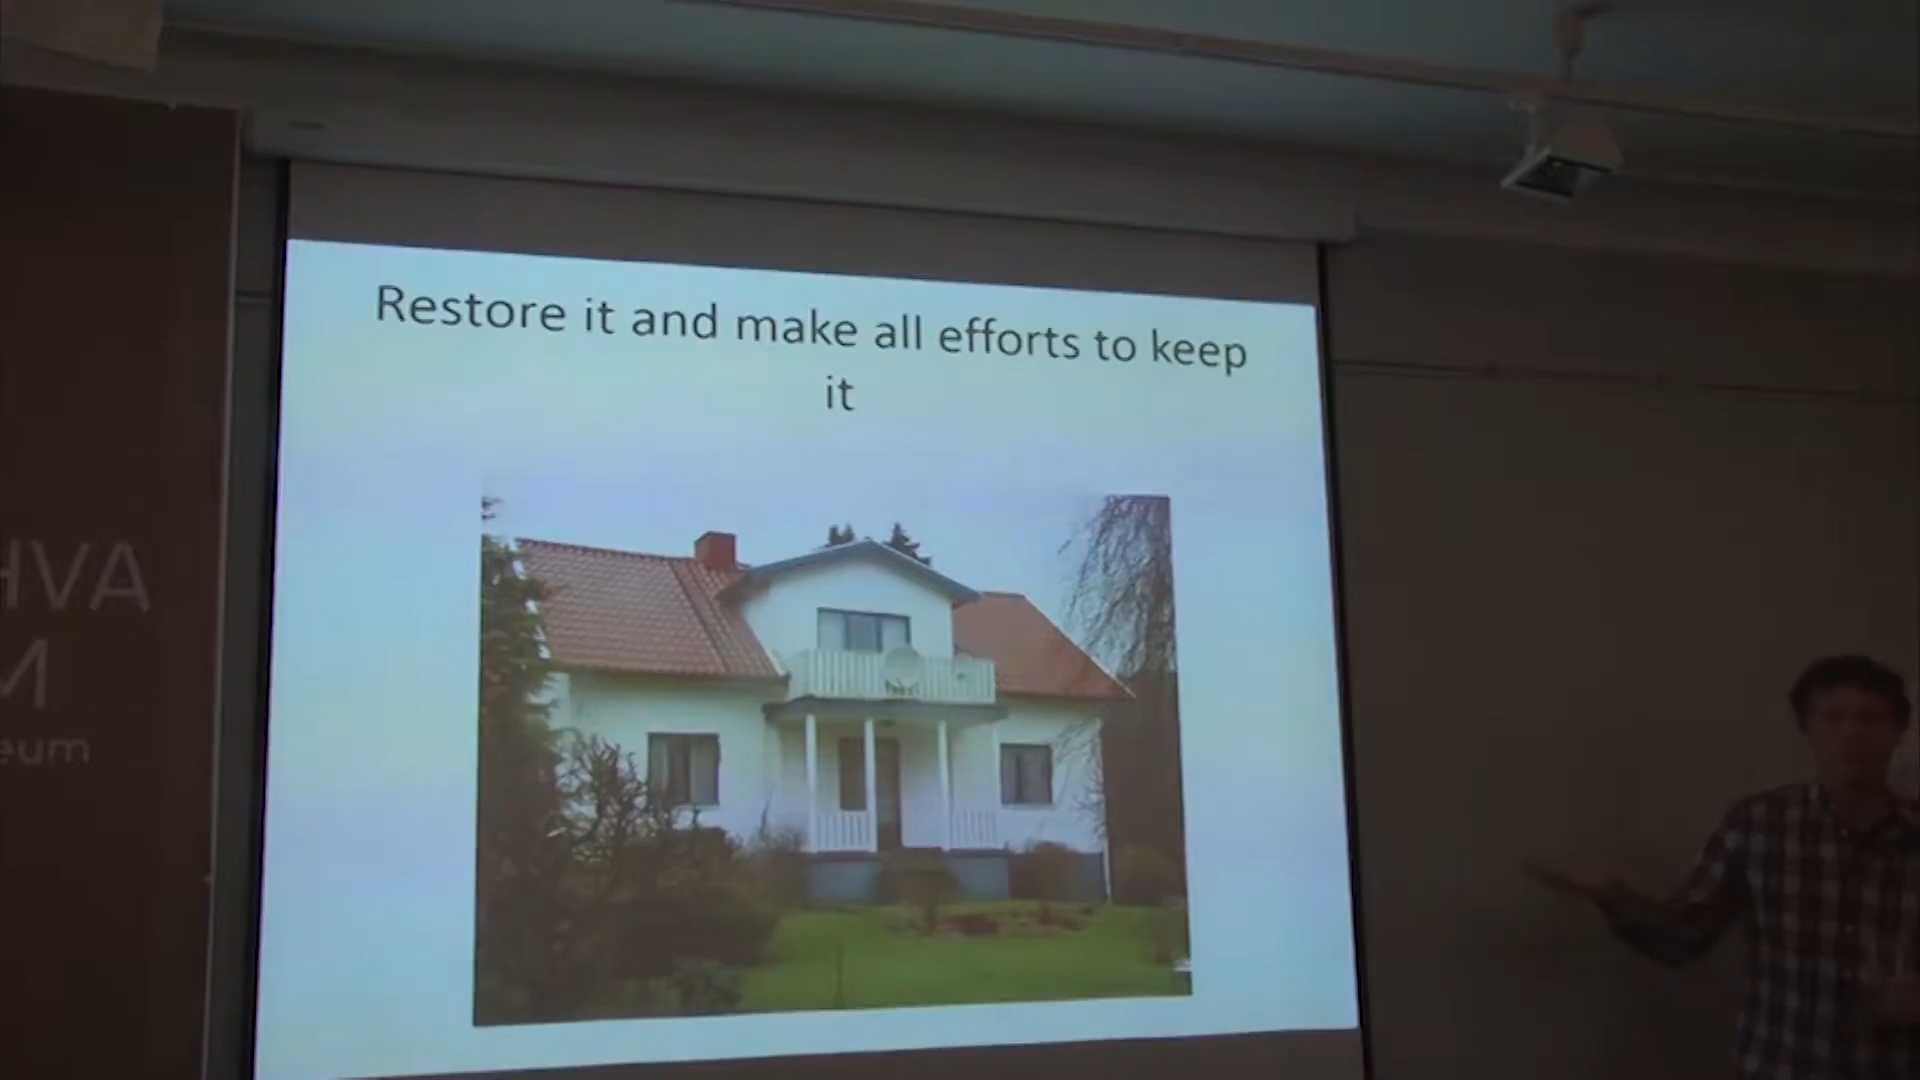 Restore it and make all efforts to keep
it
HVA
M
eum